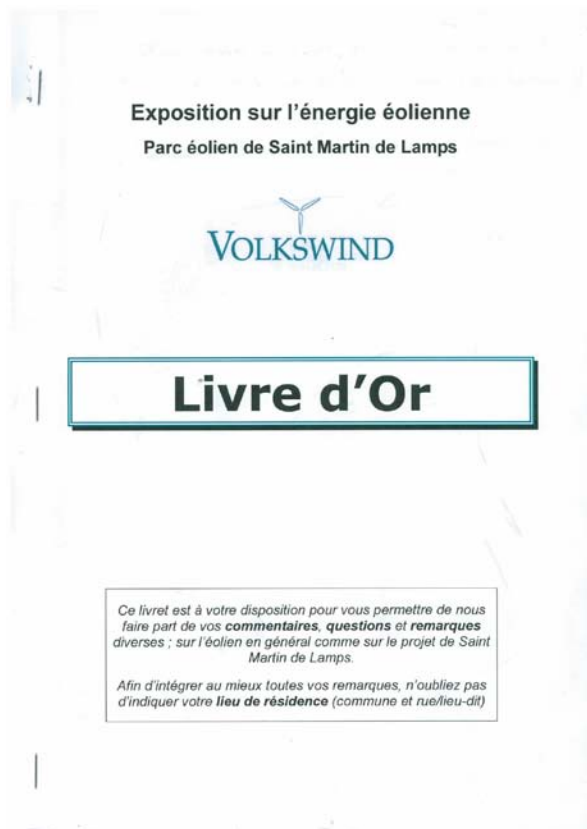 Exposition sur l'énergie éolienne
Parc éolien de Saint Martin de Lamps
VOLKSWIND
Livre d'Or
Ce livret est à votre disposition pour vous permettre de nous
faire part de vos commentaires, questions et remarques
diverses ; sur l'éolien en général comme sur le projet de Saint
Martin de Lamps.
Afin d'intégrer au mieux toutes vos remarques, n'oubliez pas
d'indiquer votre lieu de résidence (commune et rue/lieu-dit)